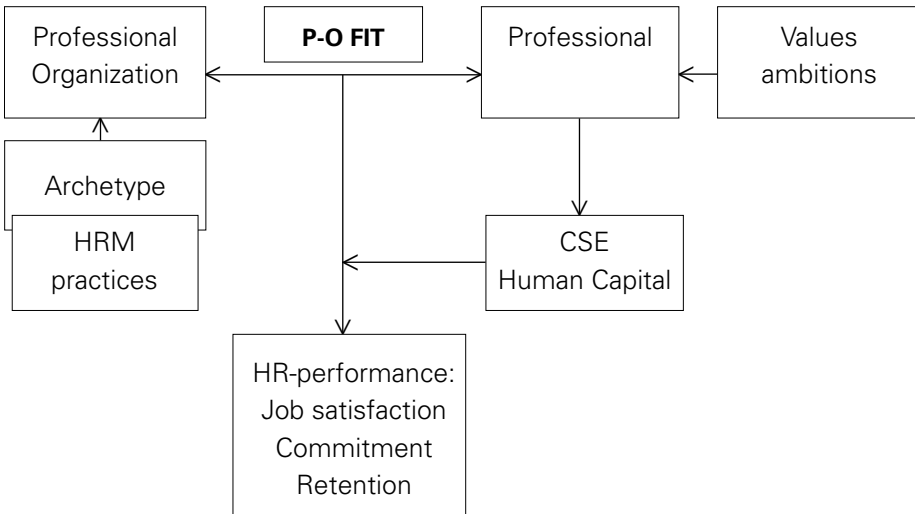 Professional
Organization
P-O FIT
Professional
Values
ambitions
Archetype
HRM
practices
CSE
Human Capital
HR-performance:
Job satisfaction
Commitment
Retention